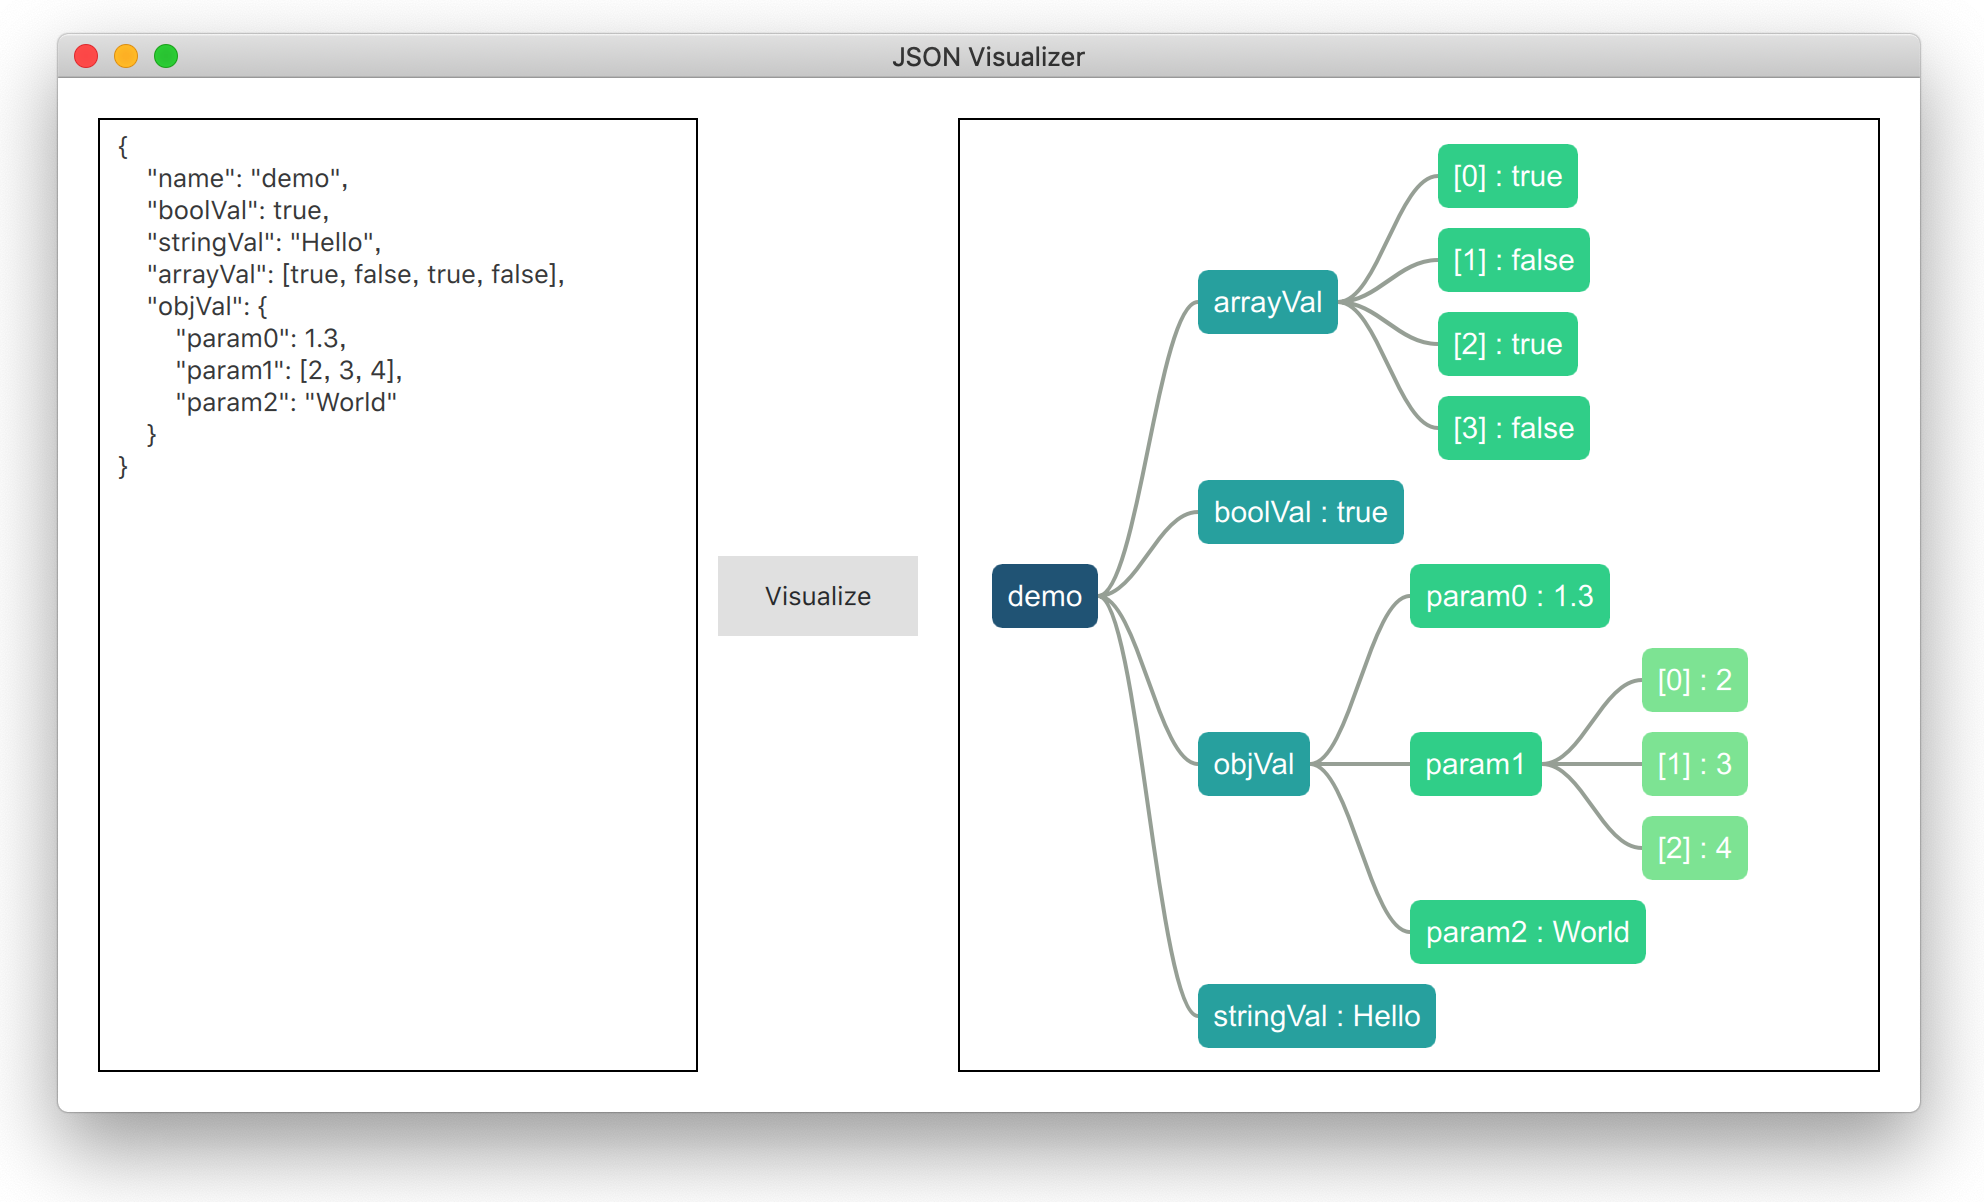 JSON Visualizer
{
"name": "demo",
"boolVal": true,
"stringVal": "Hello",
"arrayVal": [true, false, true, false],
"objVal": {
"param0": 1.3,
"param1": [2, 3, 4],
"param2": "World"
}
}
Visualize
demo
arrayVal
[0] : true
[1] : false
[2] : true
[3] : false
boolVal : true
objVal
param0 : 1.3
param1
[0] : 2
[1] : 3
[2] : 4
param2 : World
stringVal : Hello